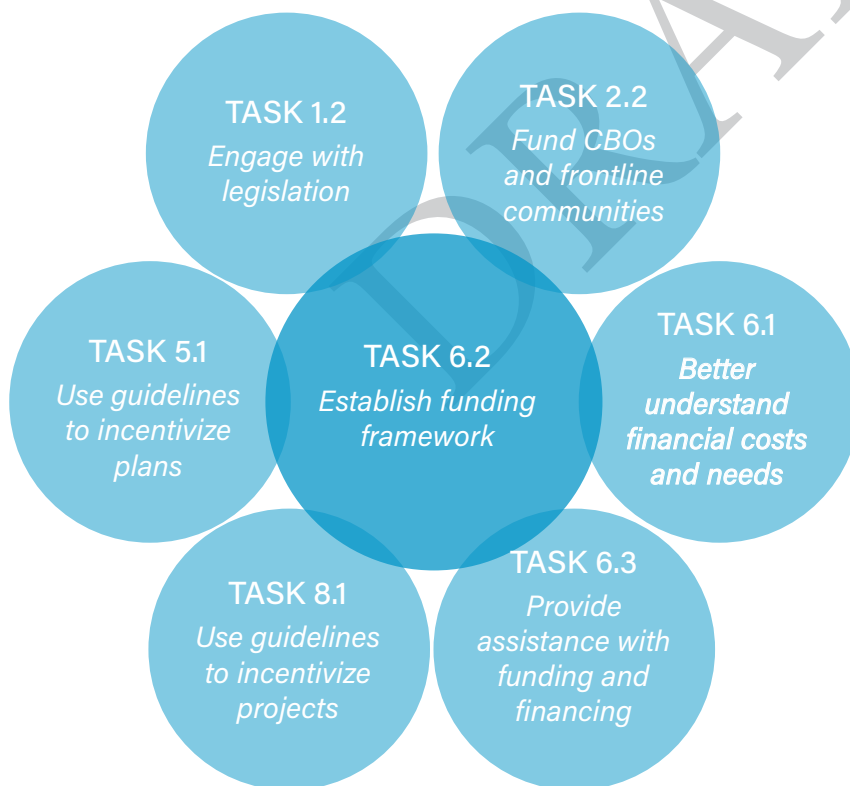 TASK 1.2
Engage with
legislation
TASK 2.2
Fund CBOs
and frontline
communities
TASK 5.1
Use guidelines
to incentivize
plans
TASK 6.2
Establish funding
framework
TASK 6.1
Better
understand
financial costs
and needs
TASK 8.1
Use guidelines
to incentivize
projects
TASK 6.3
Provide
assistance with
funding and
financing
DRA